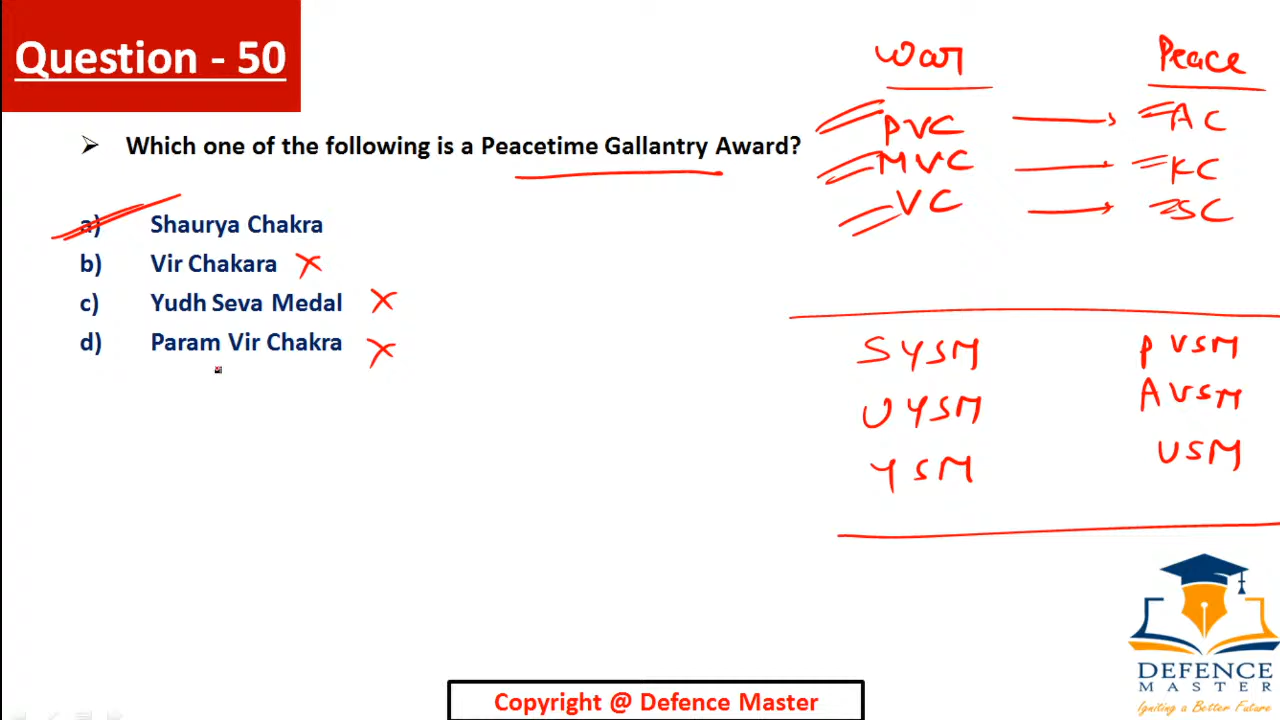 Question - 50
➤ Which one of the following is a Peacetime Gallantry Award?
a) Shaurya Chakra
b) Vir Chakara
c) Yudh Seva Medal
d) Param Vir Chakra
War Peace
PVC → AC
MVC → KC
VC → SC
SYSM PVSM
UYSM AVSM
YSM VSM
DEFENCE
MASTER
Igniting a Better Future
Copyright @ Defence Master